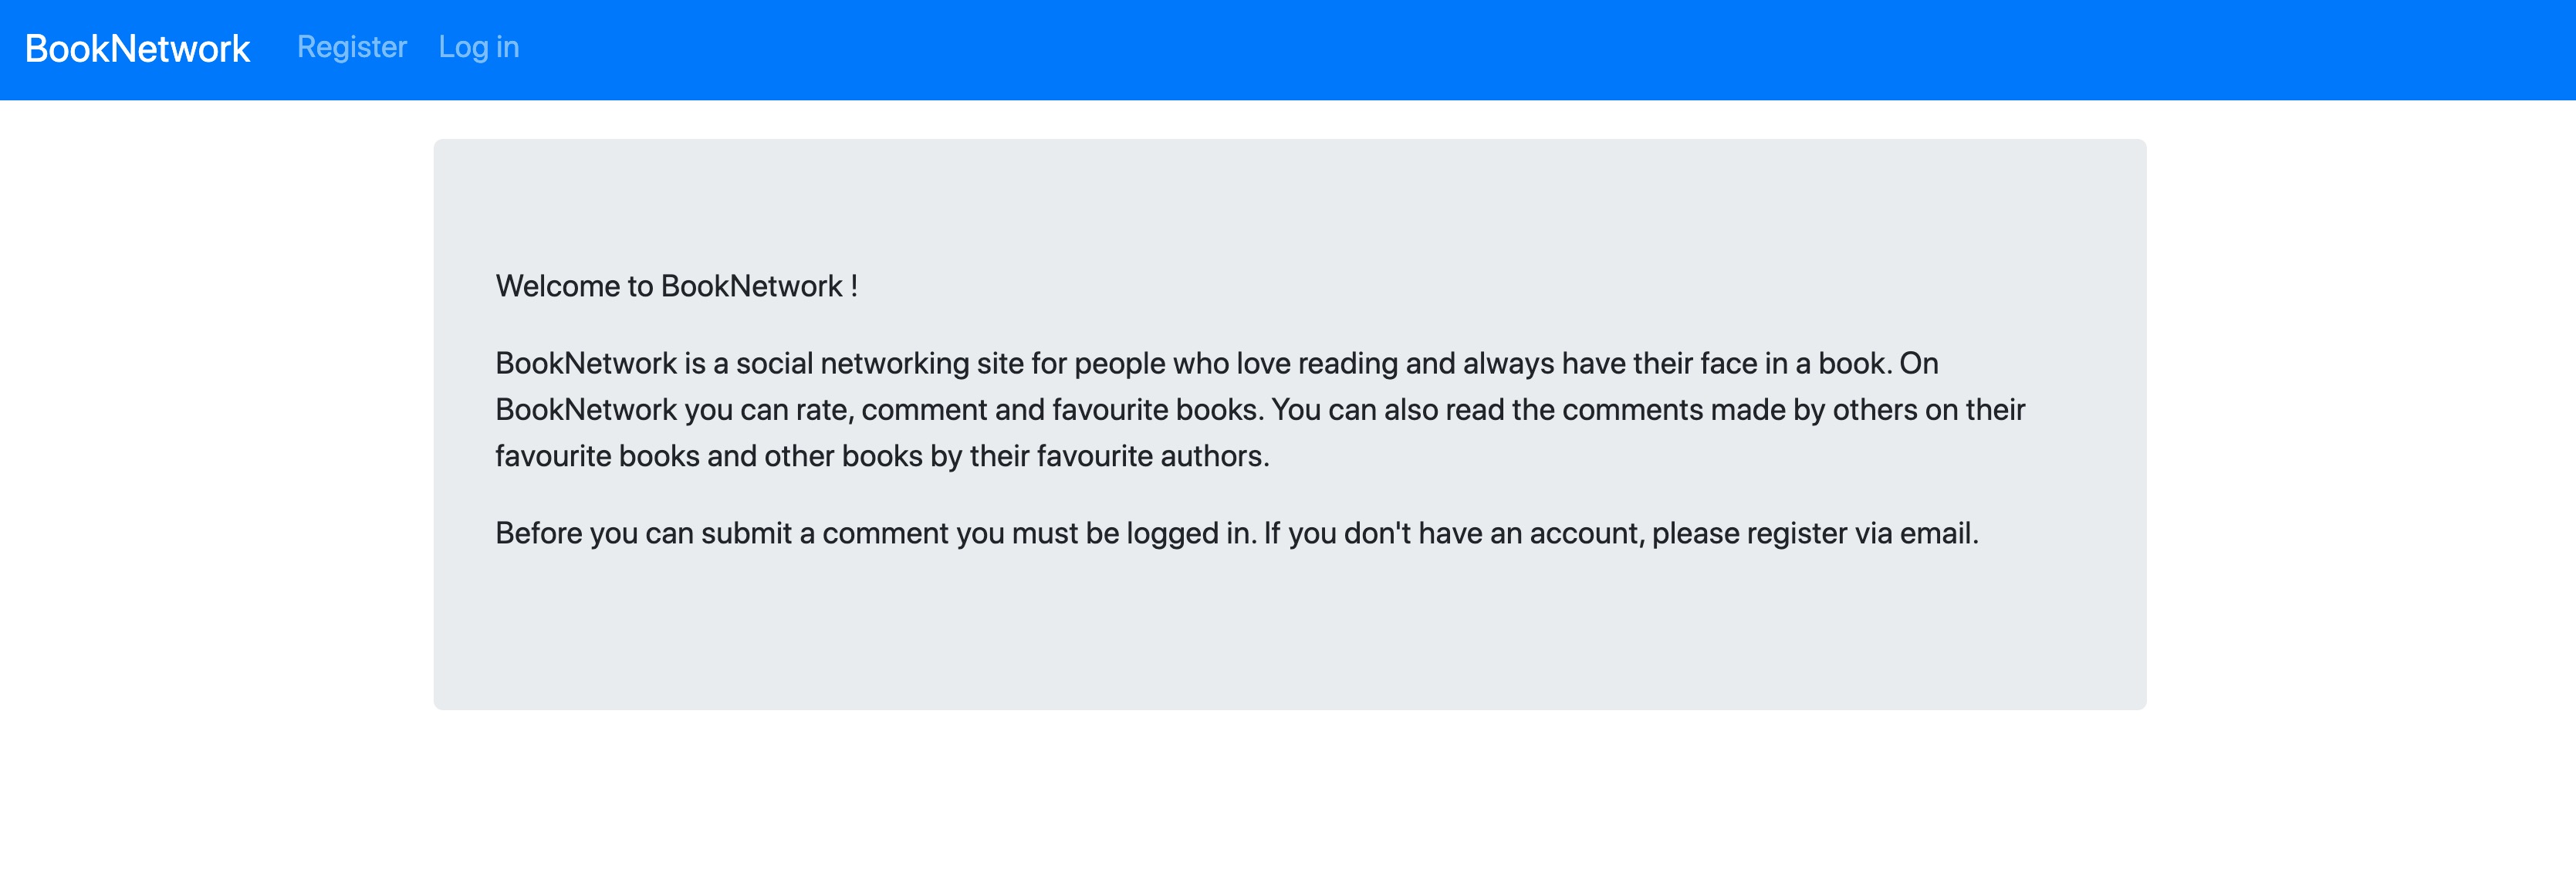 BookNetwork Register Log in
Welcome to BookNetwork !
BookNetwork is a social networking site for people who love reading and always have their face in a book. On
BookNetwork you can rate, comment and favourite books. You can also read the comments made by others on their
favourite books and other books by their favourite authors.
Before you can submit a comment you must be logged in. If you don't have an account, please register via email.